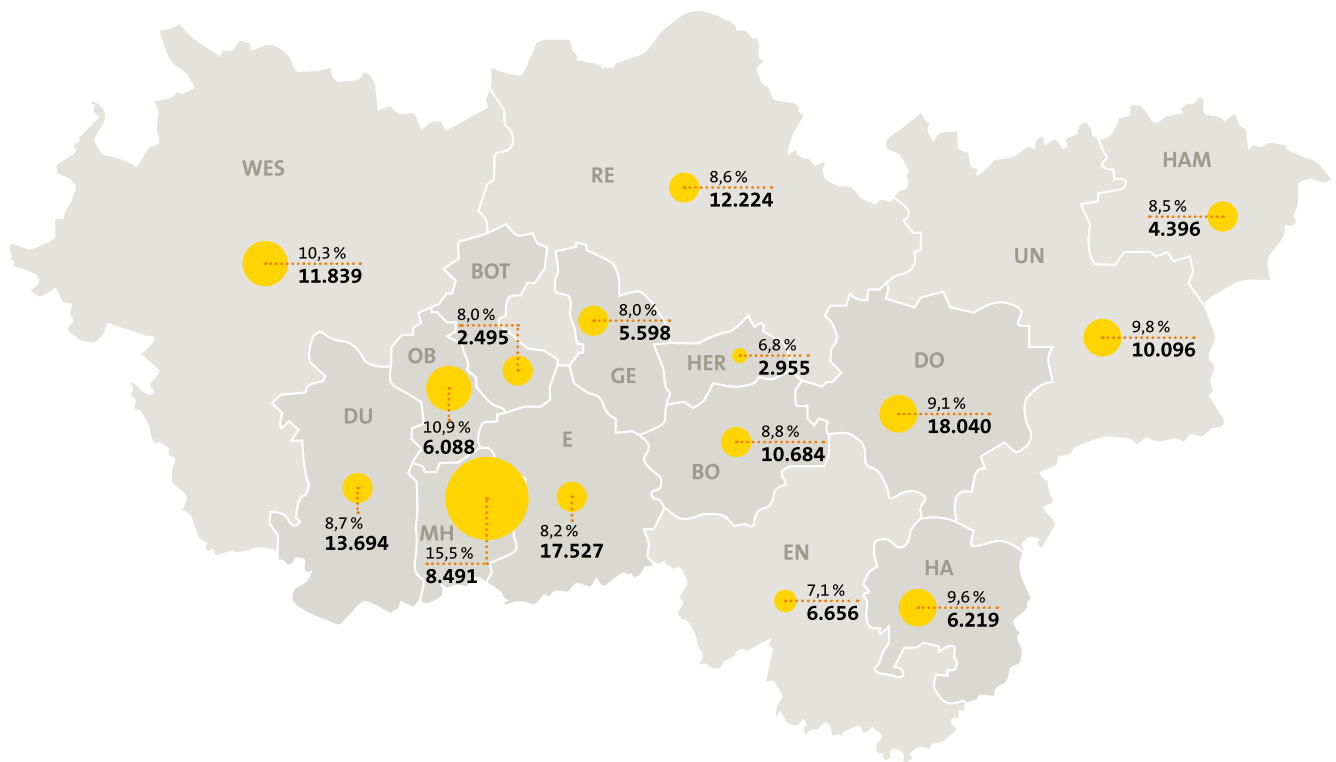 WES
10,3 %
11.839
RE
8,6 %
12.224
HAM
8,5 %
4.396
UN
9,8 %
10.096
BOT
8,0 %
2.495
8,0 %
5.598
GE
OB
10,9 %
6.088
HER
6,8 %
2.955
DO
9,1 %
18.040
DU
8,7 %
13.694
E
8,2 %
17.527
BO
8,8 %
10.684
MH
15,5 %
8.491
EN
7,1 %
6.656
HA
9,6 %
6.219